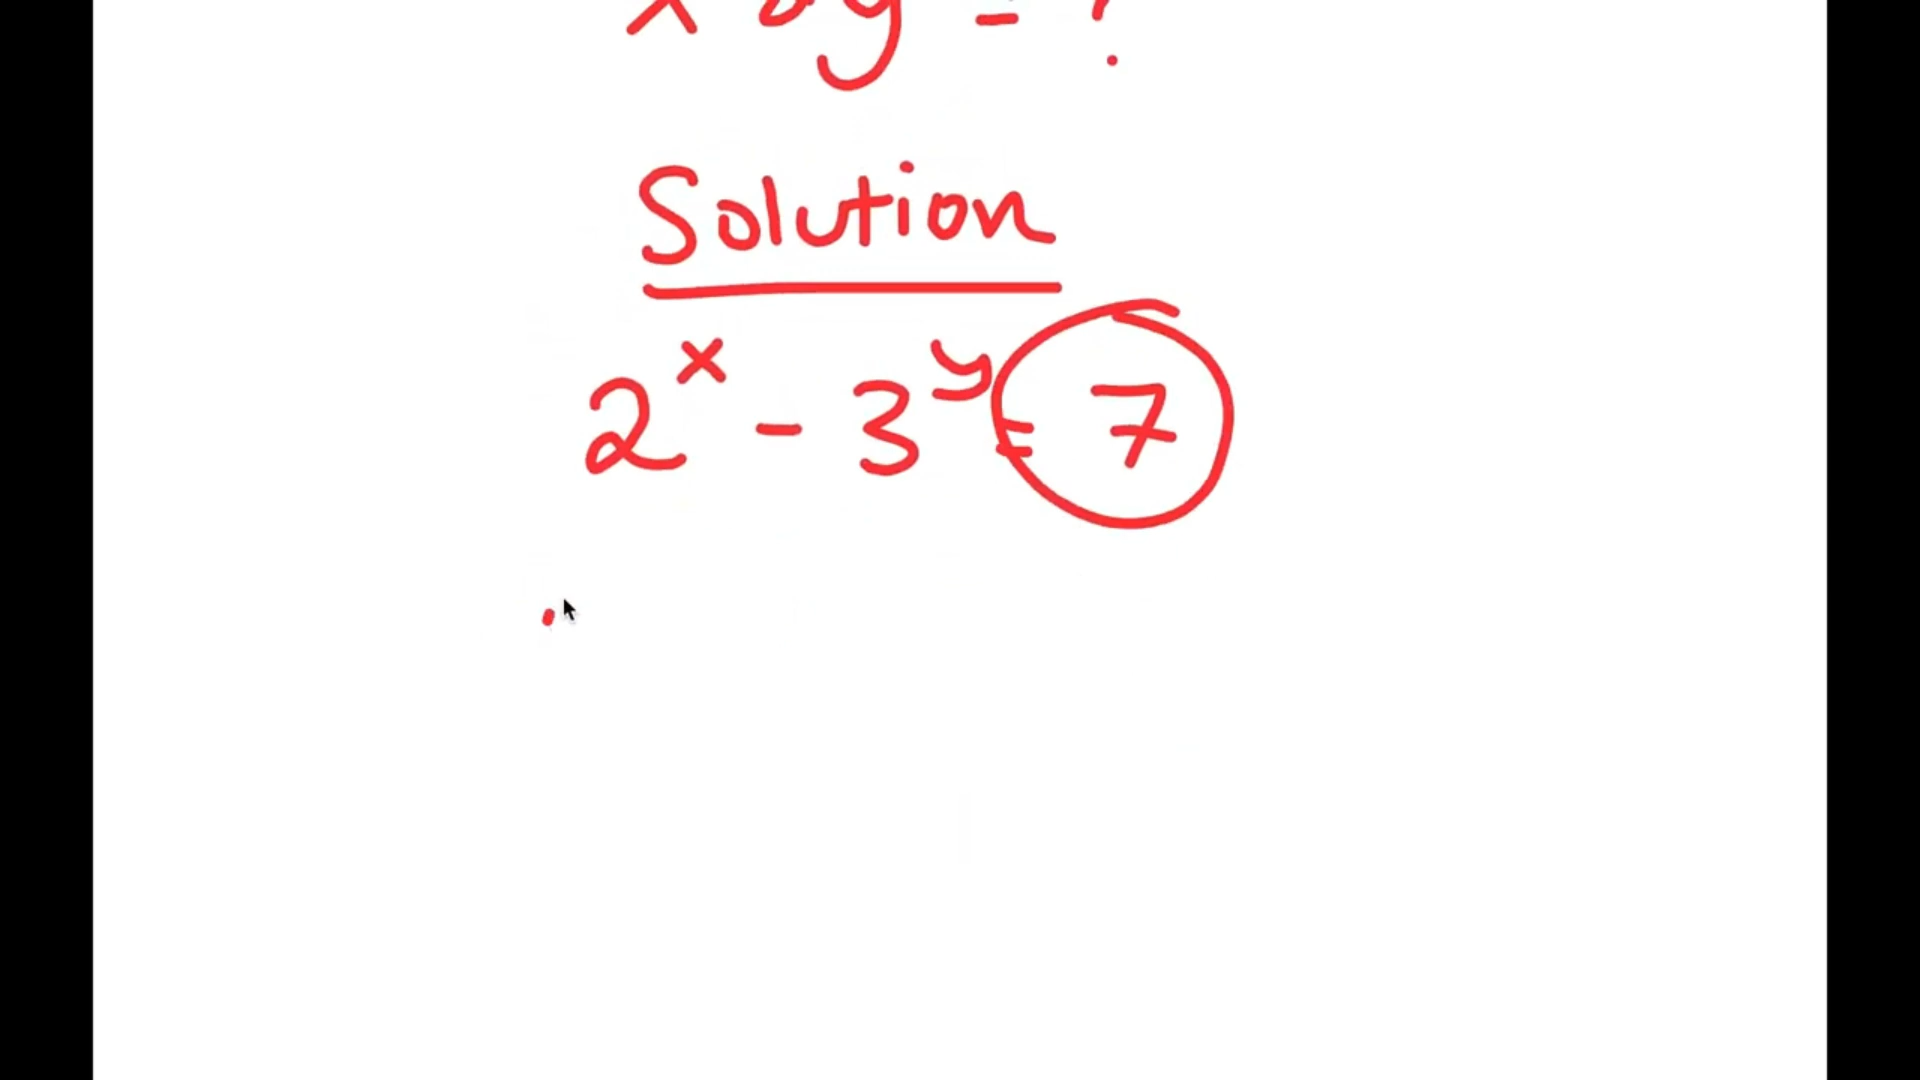 x & y = ?
Solution
2^x - 3^y = 7